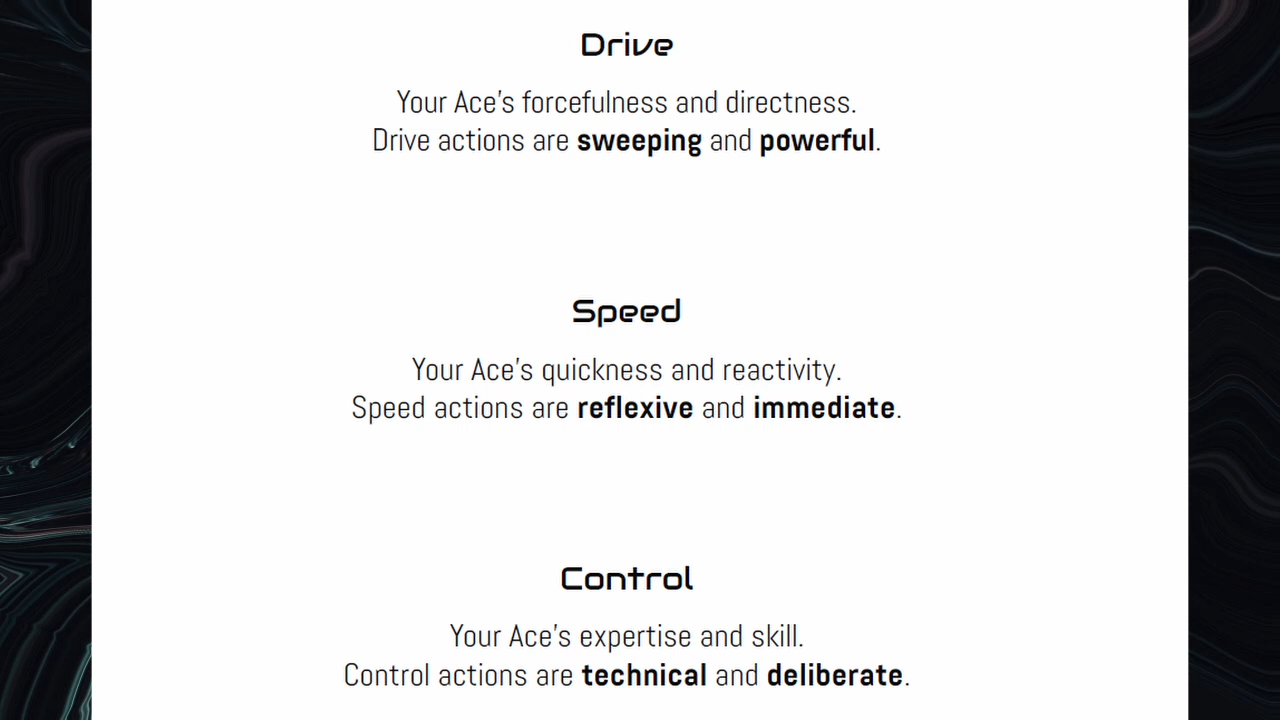 Drive
Your Ace's forcefulness and directness.
Drive actions are sweeping and powerful.
Speed
Your Ace's quickness and reactivity.
Speed actions are reflexive and immediate.
Control
Your Ace's expertise and skill.
Control actions are technical and deliberate.